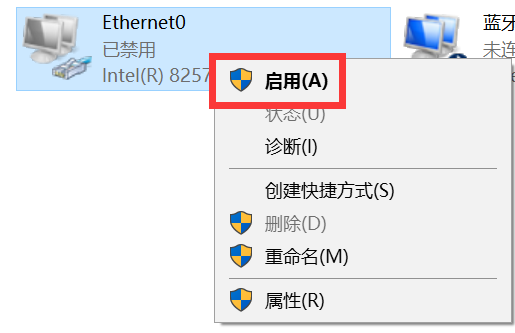 Ethernet0
已禁用
Intel(R) 8257
蓝牙
未连
启用(A)
状态(U)
诊断(I)
创建快捷方式(S)
删除(D)
重命名(M)
属性(R)